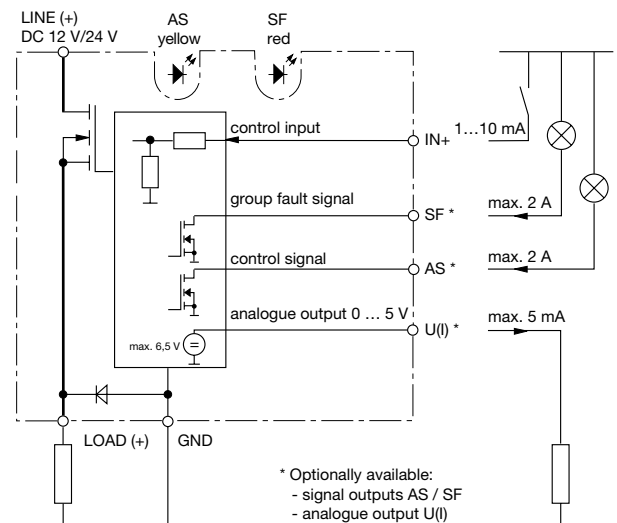 LINE (+)
DC 12 V/24 V
AS
yellow
SF
red
control input
IN+
1…10 mA
group fault signal
SF *
max. 2 A
control signal
AS *
max. 2 A
analogue output 0 … 5 V
U(I) *
max. 5 mA
max. 6,5 V
LOAD (+)
GND
* Optionally available:
- signal outputs AS / SF
- analogue output U(I)